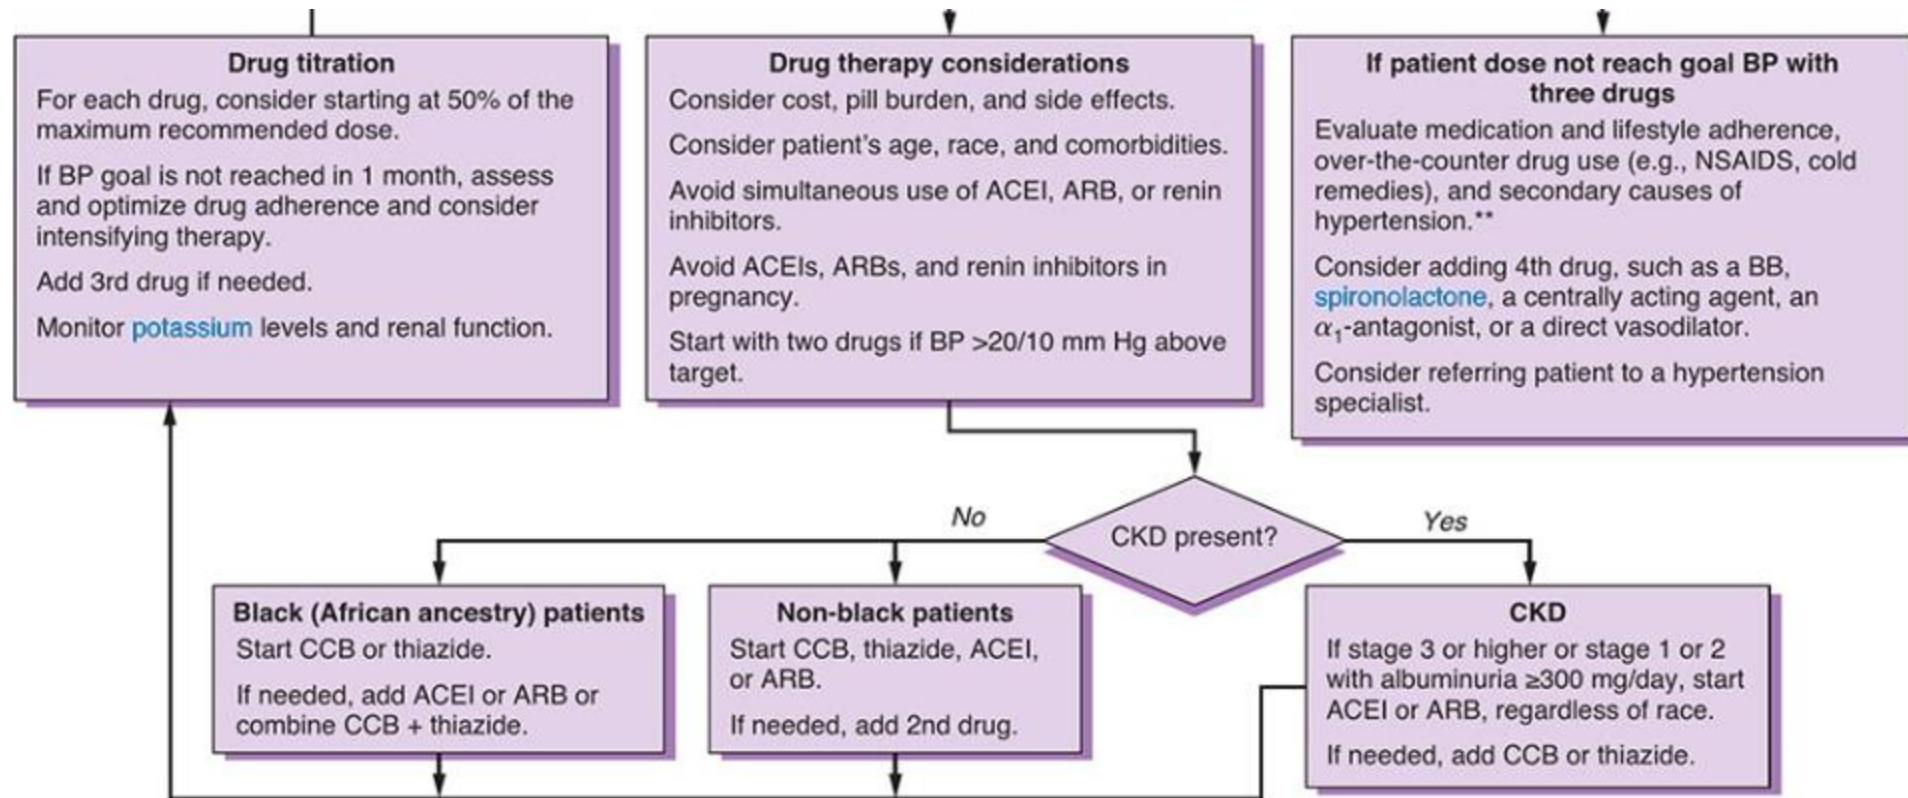 Drug titration
For each drug, consider starting at 50% of the
maximum recommended dose.
If BP goal is not reached in 1 month, assess
and optimize drug adherence and consider
intensifying therapy.
Add 3rd drug if needed.
Monitor potassium levels and renal function.
Drug therapy considerations
Consider cost, pill burden, and side effects.
Consider patient's age, race, and comorbidities.
Avoid simultaneous use of ACEI, ARB, or renin
inhibitors.
Avoid ACEIs, ARBs, and renin inhibitors in
pregnancy.
Start with two drugs if BP >20/10 mm Hg above
target.
If patient dose not reach goal BP with
three drugs
Evaluate medication and lifestyle adherence,
over-the-counter drug use (e.g., NSAIDS, cold
remedies), and secondary causes of
hypertension.**
Consider adding 4th drug, such as a BB,
spironolactone, a centrally acting agent, an
α₁-antagonist, or a direct vasodilator.
Consider referring patient to a hypertension
specialist.
CKD present?
No
Yes
Black (African ancestry) patients
Start CCB or thiazide.
If needed, add ACEI or ARB or
combine CCB + thiazide.
Non-black patients
Start CCB, thiazide, ACEI,
or ARB.
If needed, add 2nd drug.
CKD
If stage 3 or higher or stage 1 or 2
with albuminuria ≥300 mg/day, start
ACEI or ARB, regardless of race.
If needed, add CCB or thiazide.